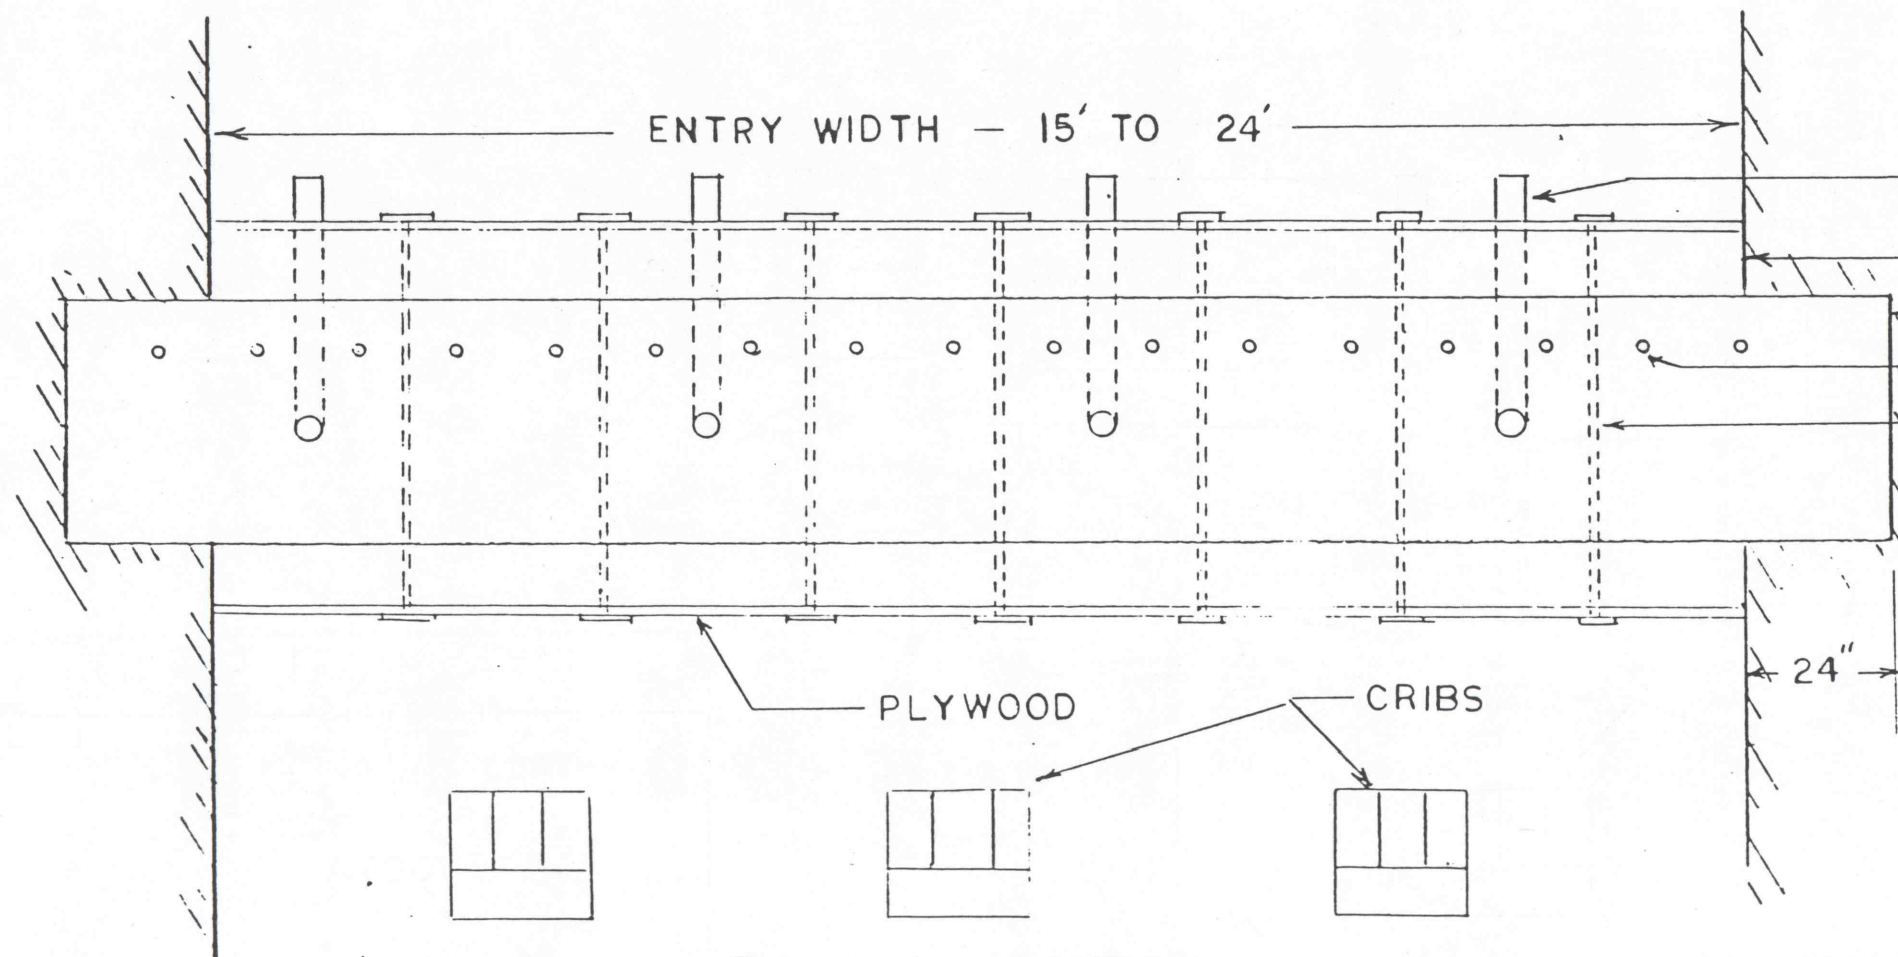 ENTRY WIDTH — 15' TO 24'
24"
PLYWOOD
CRIBS